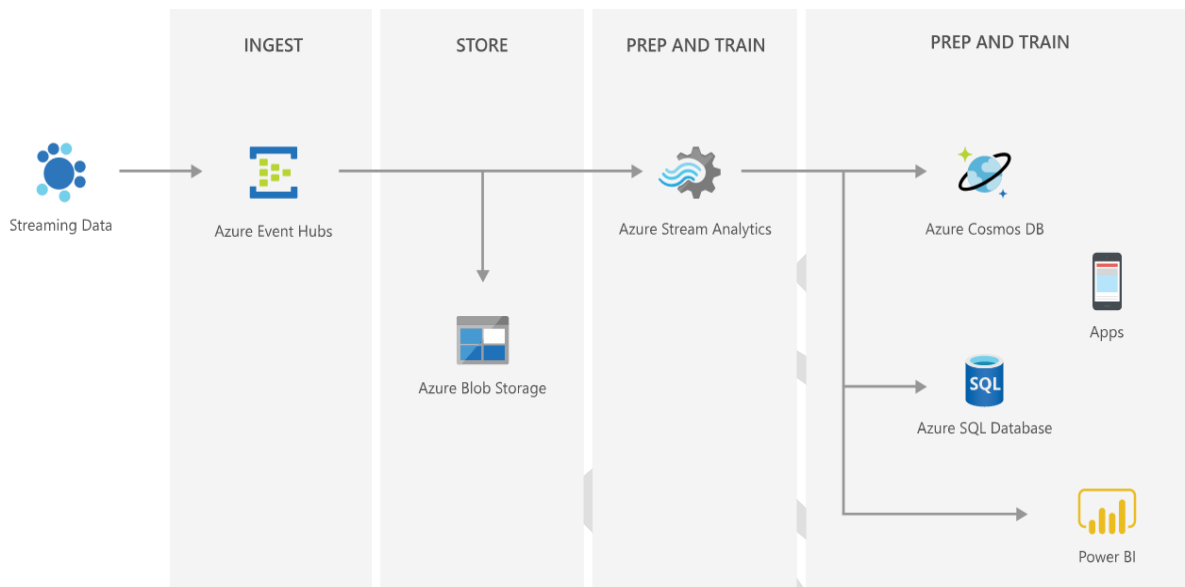 INGEST
STORE
PREP AND TRAIN
PREP AND TRAIN
Streaming Data
Azure Event Hubs
Azure Stream Analytics
Azure Cosmos DB
Apps
Azure Blob Storage
SQL
Azure SQL Database
Power BI